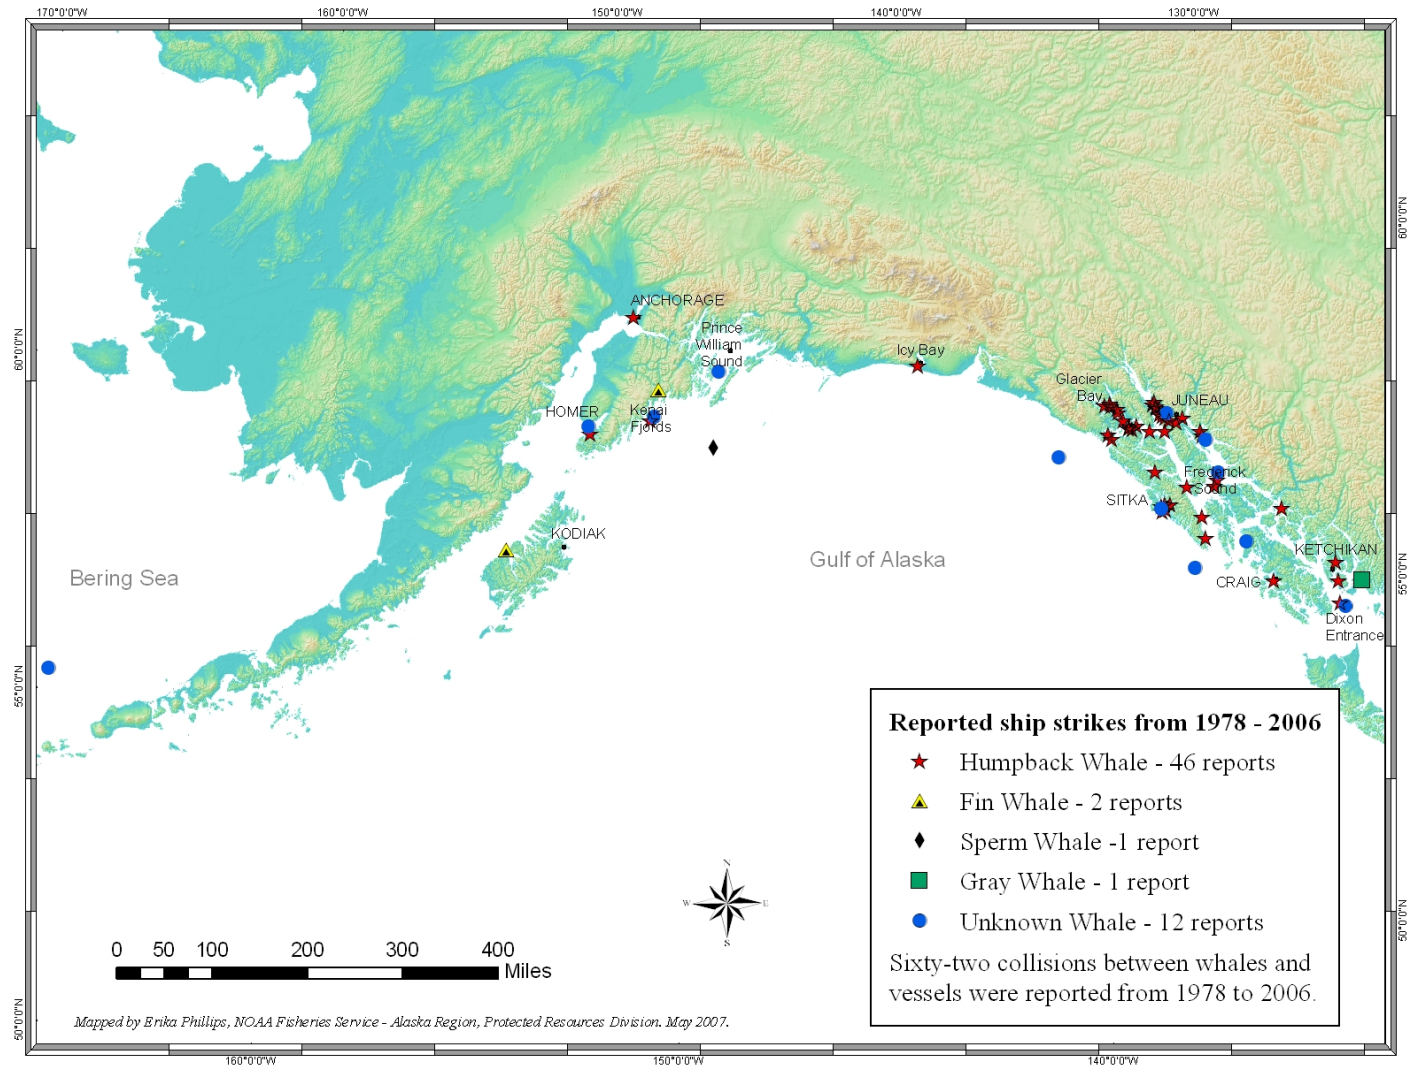 170°0'0"W 160°0'0"W 150°0'0"W 140°0'0"W 130°0'0"W
60°0'0"N
ANCHORAGE
Prince
William
Sound
60°0'0"N
Icy Bay
Glacier
Bay
JUNEAU
HOMER
Kenai
Fjords
Frederick
Sound
SITKA
KODIAK
KETCHIKAN
Gulf of Alaska
Bering Sea
CRAIG
55°0'0"N
Dixon
Entrance
55°0'0"N
Reported ship strikes from 1978 - 2006
Humpback Whale - 46 reports
Fin Whale - 2 reports
Sperm Whale -1 report
Gray Whale - 1 report
Unknown Whale - 12 reports
Sixty-two collisions between whales and
vessels were reported from 1978 to 2006.
N
W E
S
50°0'0"N
0 50 100 200 300 400
Miles
50°0'0"N
Mapped by Erika Phillips, NOAA Fisheries Service - Alaska Region, Protected Resources Division. May 2007.
160°0'0"W 150°0'0"W 140°0'0"W